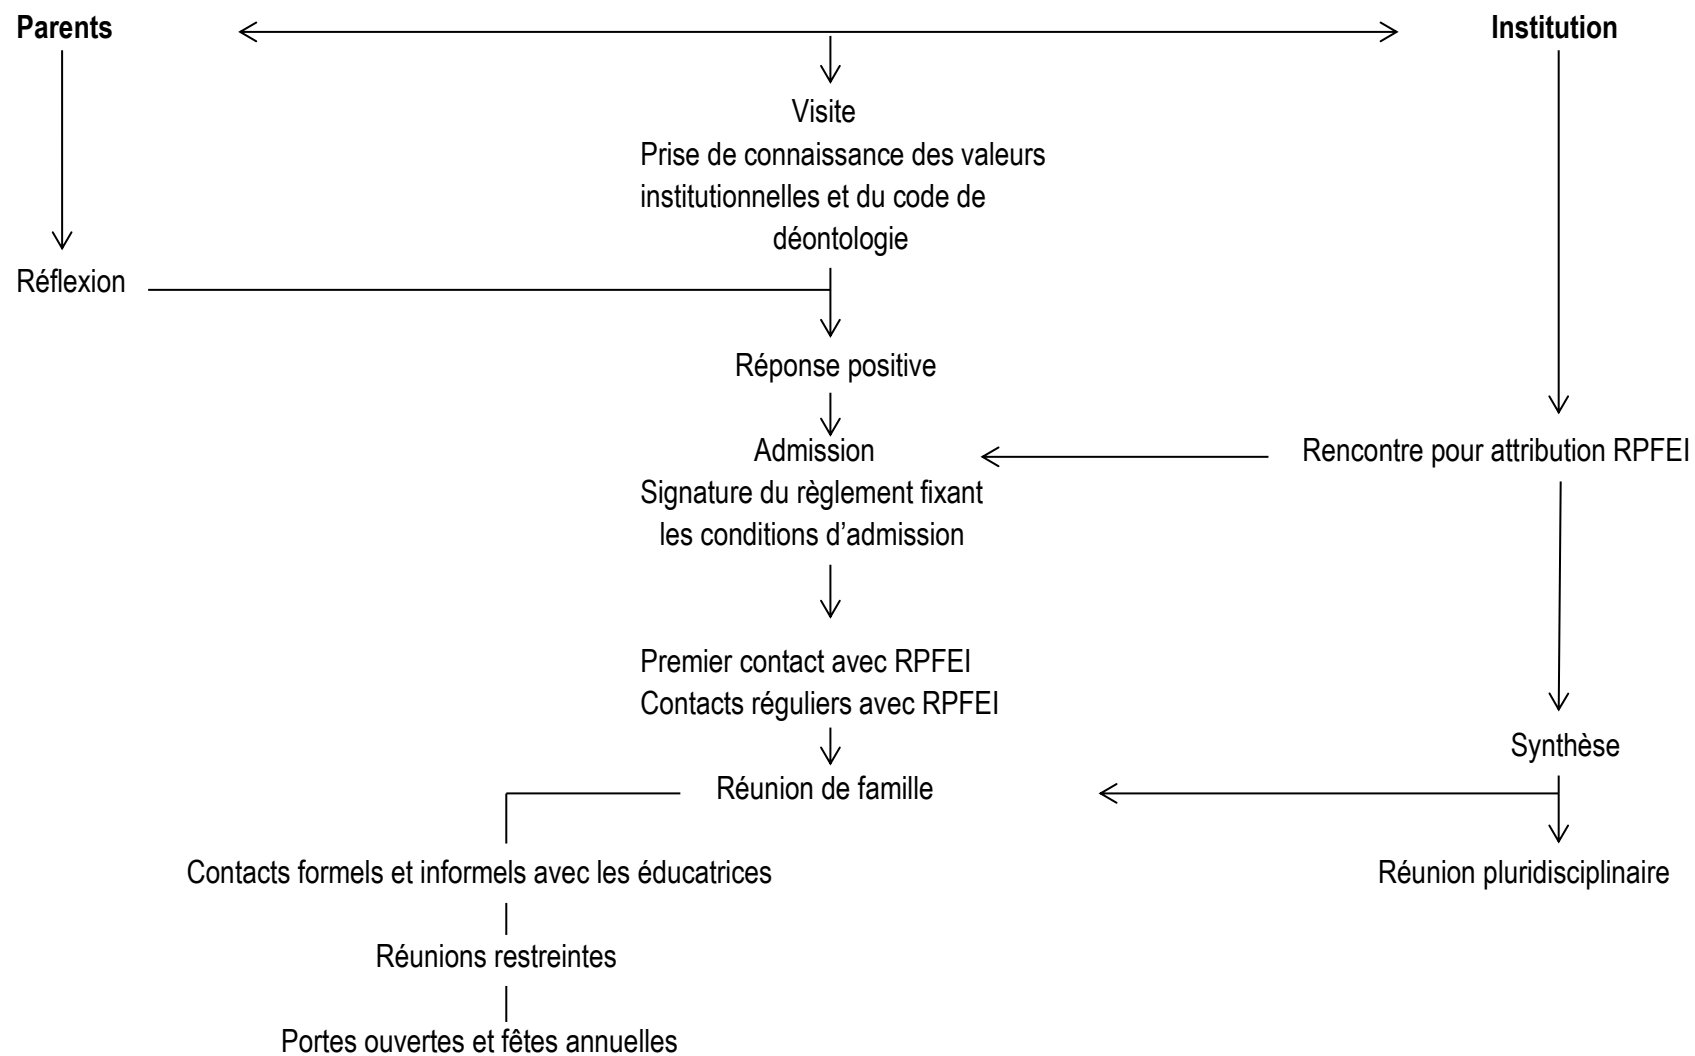 Parents
Institution
Visite
Prise de connaissance des valeurs
institutionnelles et du code de
déontologie
Réflexion
Réponse positive
Admission
Rencontre pour attribution RPFEI
Signature du règlement fixant
les conditions d’admission
Premier contact avec RPFEI
Contacts réguliers avec RPFEI
Synthèse
Réunion de famille
Contacts formels et informels avec les éducatrices
Réunion pluridisciplinaire
Réunions restreintes
Portes ouvertes et fêtes annuelles